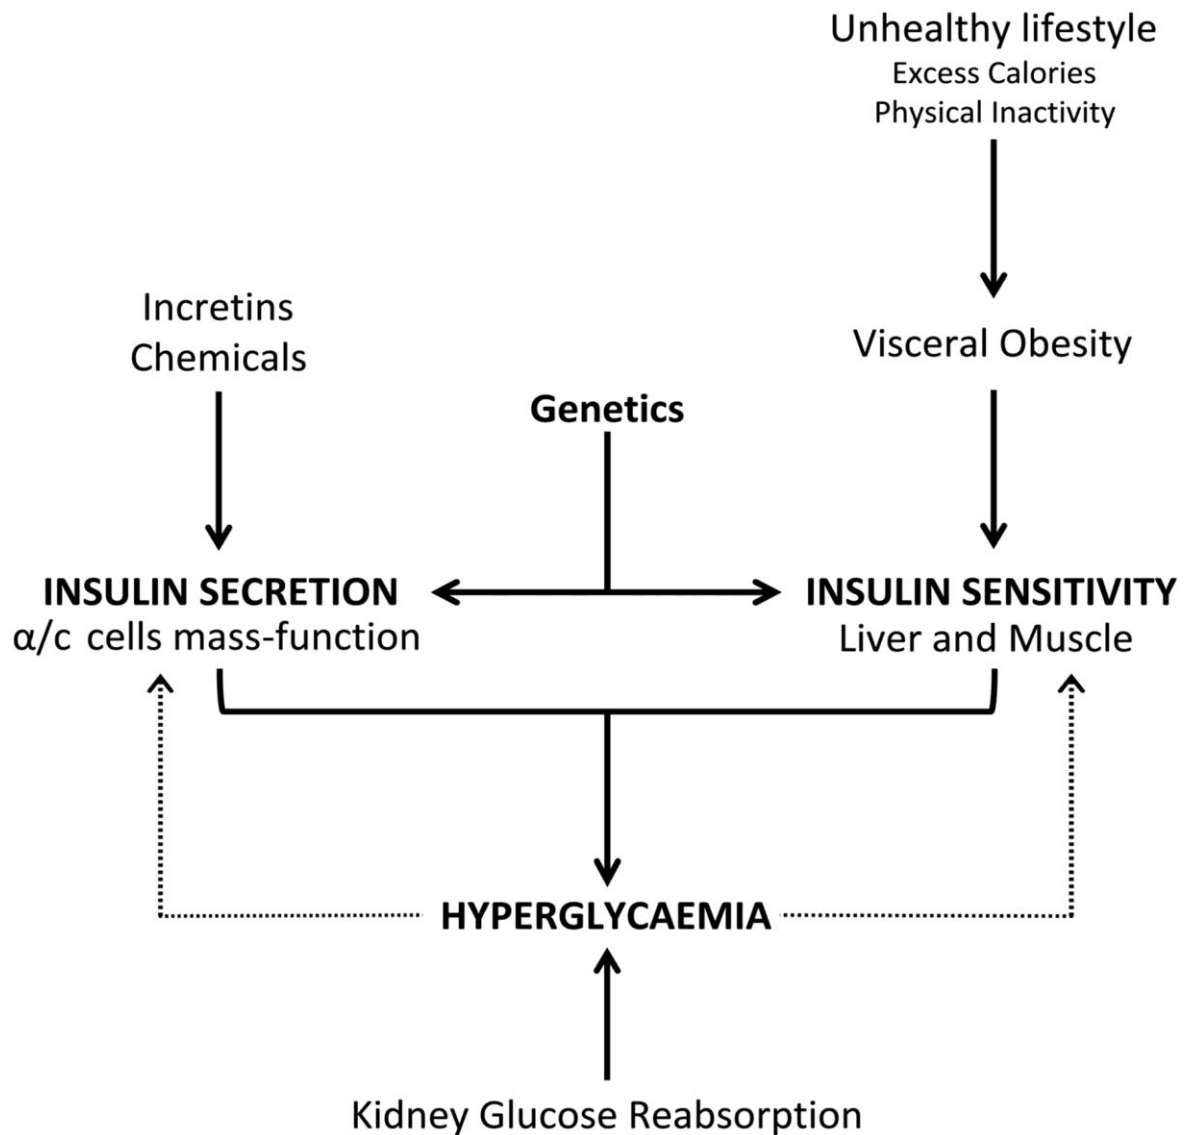 Unhealthy lifestyle
Excess Calories
Physical Inactivity
Incretins
Chemicals
Visceral Obesity
Genetics
INSULIN SECRETION
α/c cells mass-function
INSULIN SENSITIVITY
Liver and Muscle
HYPERGLYCAEMIA
Kidney Glucose Reabsorption